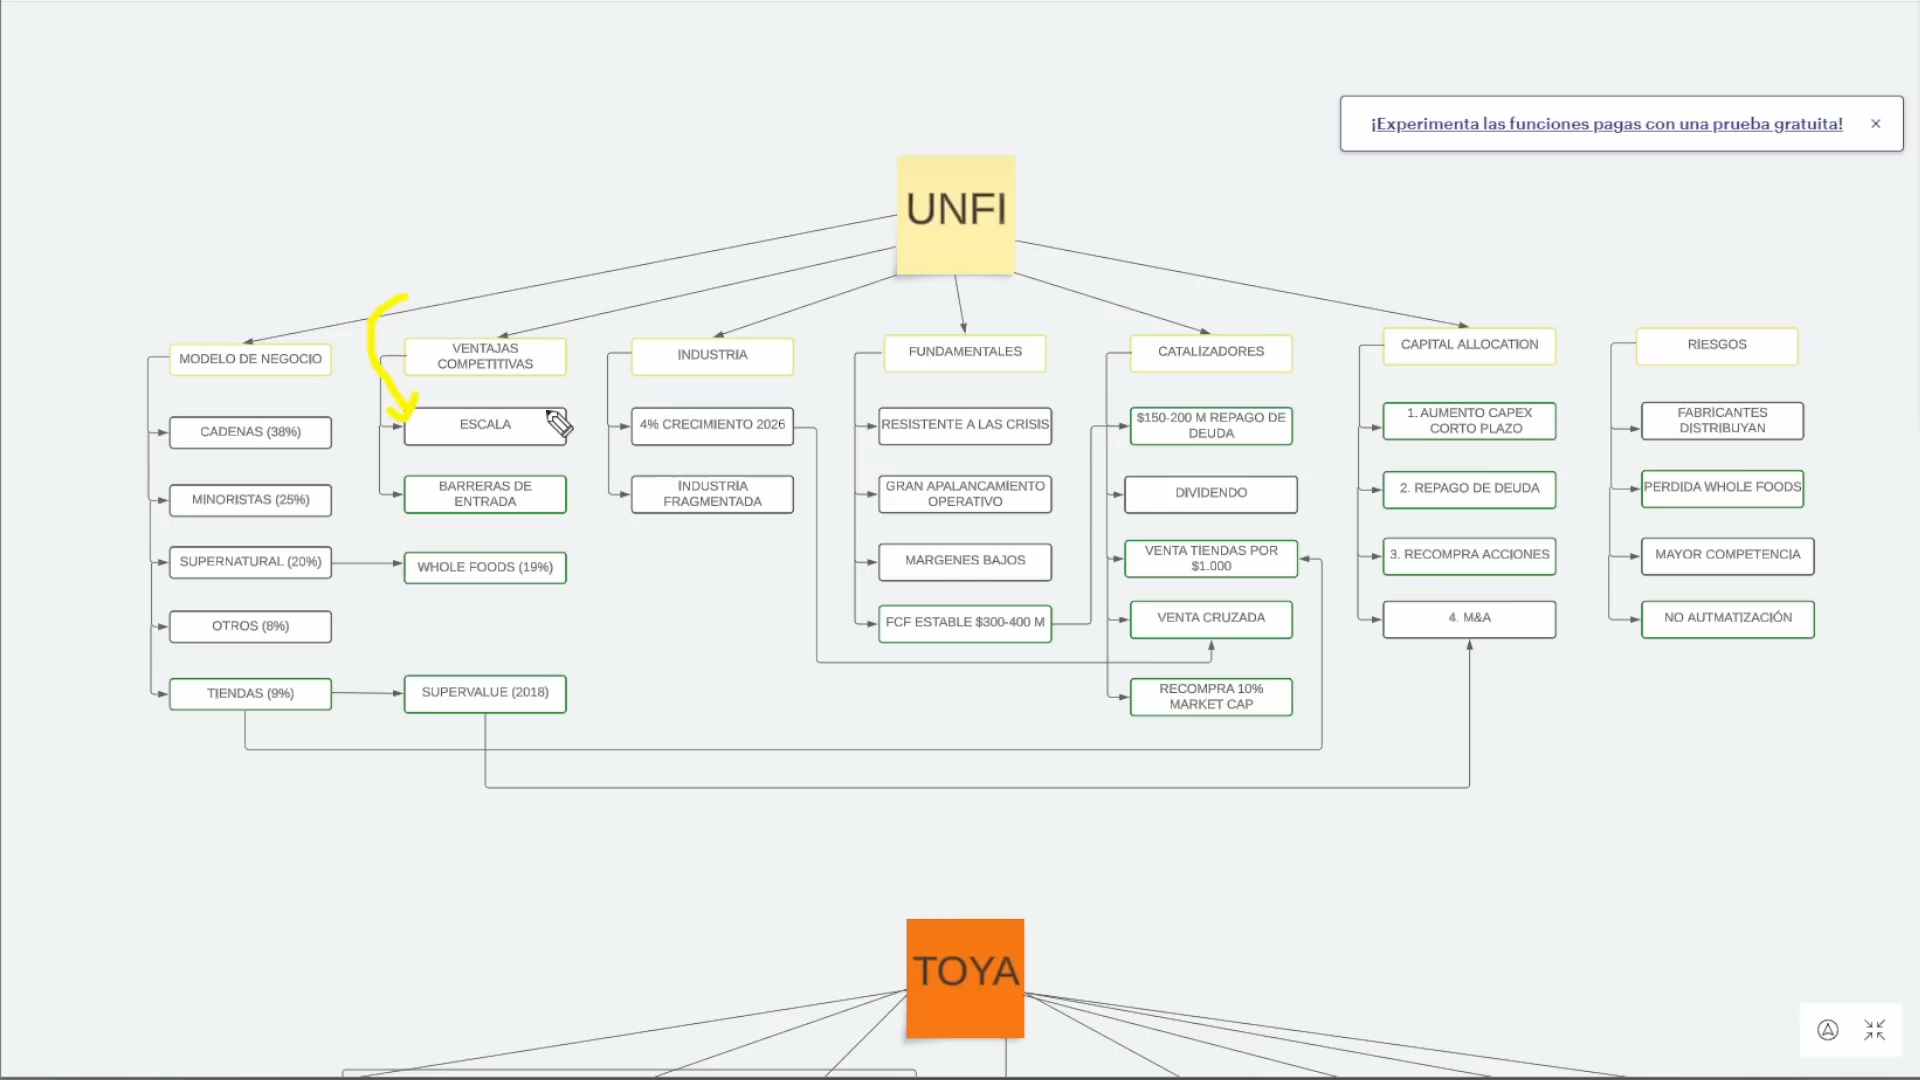 ¡Experimenta las funciones pagas con una prueba gratuita!
UNFI
MODELO DE NEGOCIO
CADENAS (38%)
MINORISTAS (25%)
SUPERNATURAL (20%)
OTROS (8%)
TIENDAS (9%)
VENTAJAS
COMPETITIVAS
ESCALA
BARRERAS DE
ENTRADA
WHOLE FOODS (19%)
SUPERVALUE (2018)
INDUSTRIA
4% CRECIMIENTO 2026
INDUSTRIA
FRAGMENTADA
FUNDAMENTALES
RESISTENTE A LAS CRISIS
GRAN APALANCAMIENTO
OPERATIVO
MARGENES BAJOS
FCF ESTABLE $300-400 M
CATALIZADORES
$150-200 M REPAGO DE
DEUDA
DIVIDENDO
VENTA TIENDAS POR
$1.000
VENTA CRUZADA
RECOMPRA 10%
MARKET CAP
CAPITAL ALLOCATION
1. AUMENTO CAPEX
CORTO PLAZO
2. REPAGO DE DEUDA
3. RECOMPRA ACCIONES
4. M&A
RIESGOS
FABRICANTES
DISTRIBUYAN
PERDIDA WHOLE FOODS
MAYOR COMPETENCIA
NO AUTMATIZACIÓN
TOYA